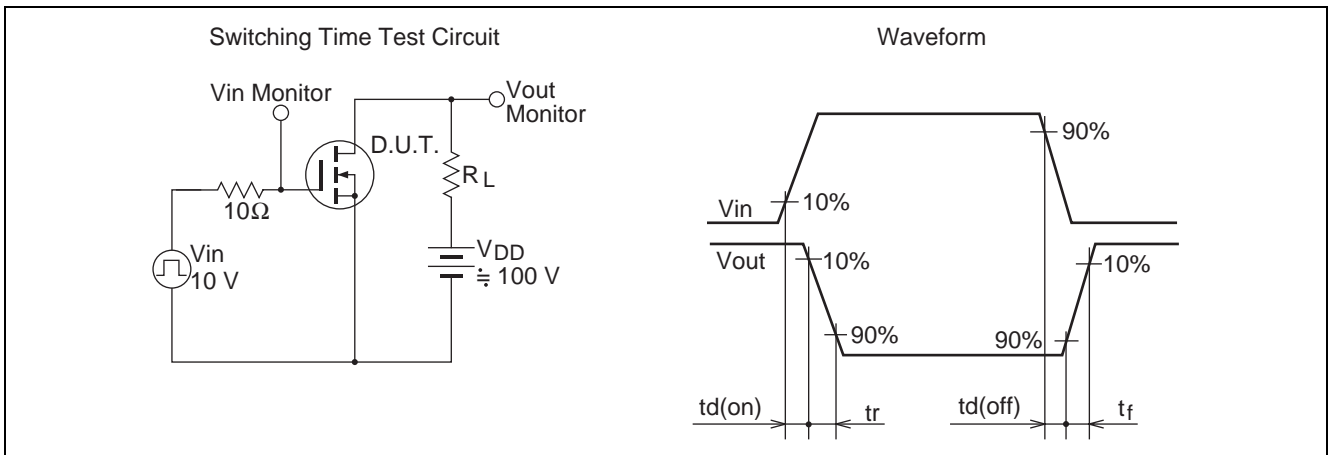 Switching Time Test Circuit
Vin Monitor
Vout
Monitor
D.U.T.
RL
10Ω
Vin
10 V
VDD
≒ 100 V
Waveform
Vin
10%
90%
Vout
10%
90%
90%
10%
td(on)
tr
td(off)
tf